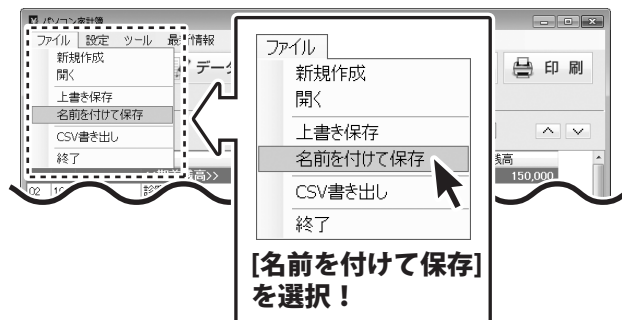 パソコン家計簿
ファイル 設定 ツール 最新情報
新規作成
開く
上書き保存
名前を付けて保存
CSV書き出し
終了
データ
印 刷
残高
<<期首残高>> 150,000
02
ファイル
新規作成
開く
上書き保存
名前を付けて保存
CSV書き出し
終了
[名前を付けて保存]
を選択！